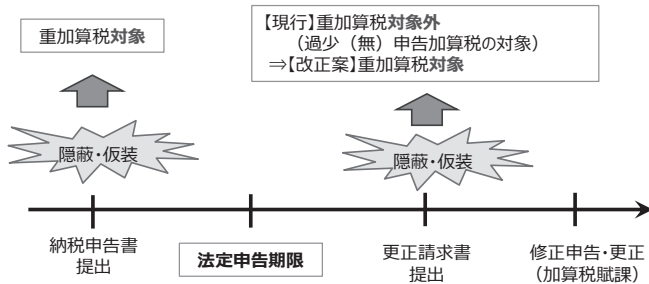 重加算税対象
【現行】重加算税対象外
（過少（無）申告加算税の対象）
⇒【改正案】重加算税対象
隠蔽・仮装
隠蔽・仮装
納税申告書
提出
法定申告期限
更正請求書
提出
修正申告・更正
（加算税賦課）